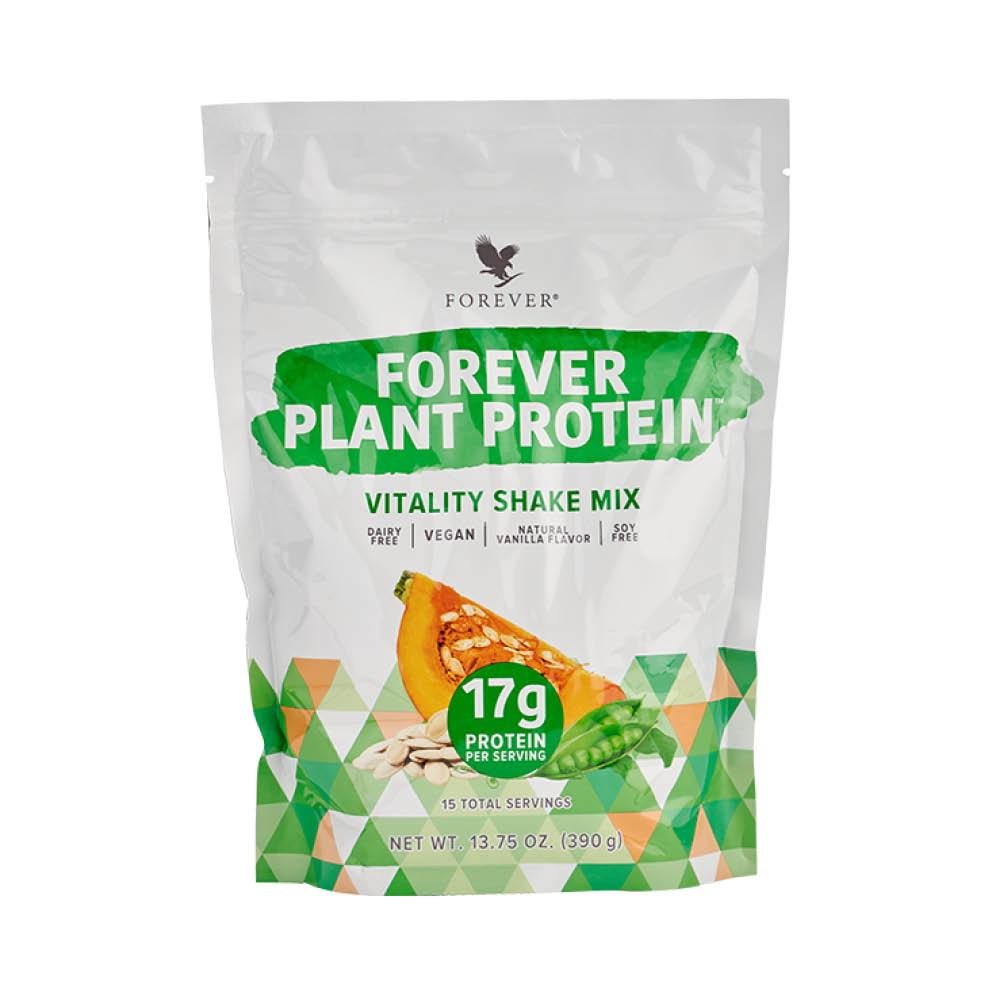 FOREVER®
FOREVER
PLANT PROTEIN™
VITALITY SHAKE MIX
DAIRY FREE | VEGAN | NATURAL VANILLA FLAVOR | SOY FREE
17g
PROTEIN
PER SERVING
15 TOTAL SERVINGS
NET WT. 13.75 OZ. (390 g)